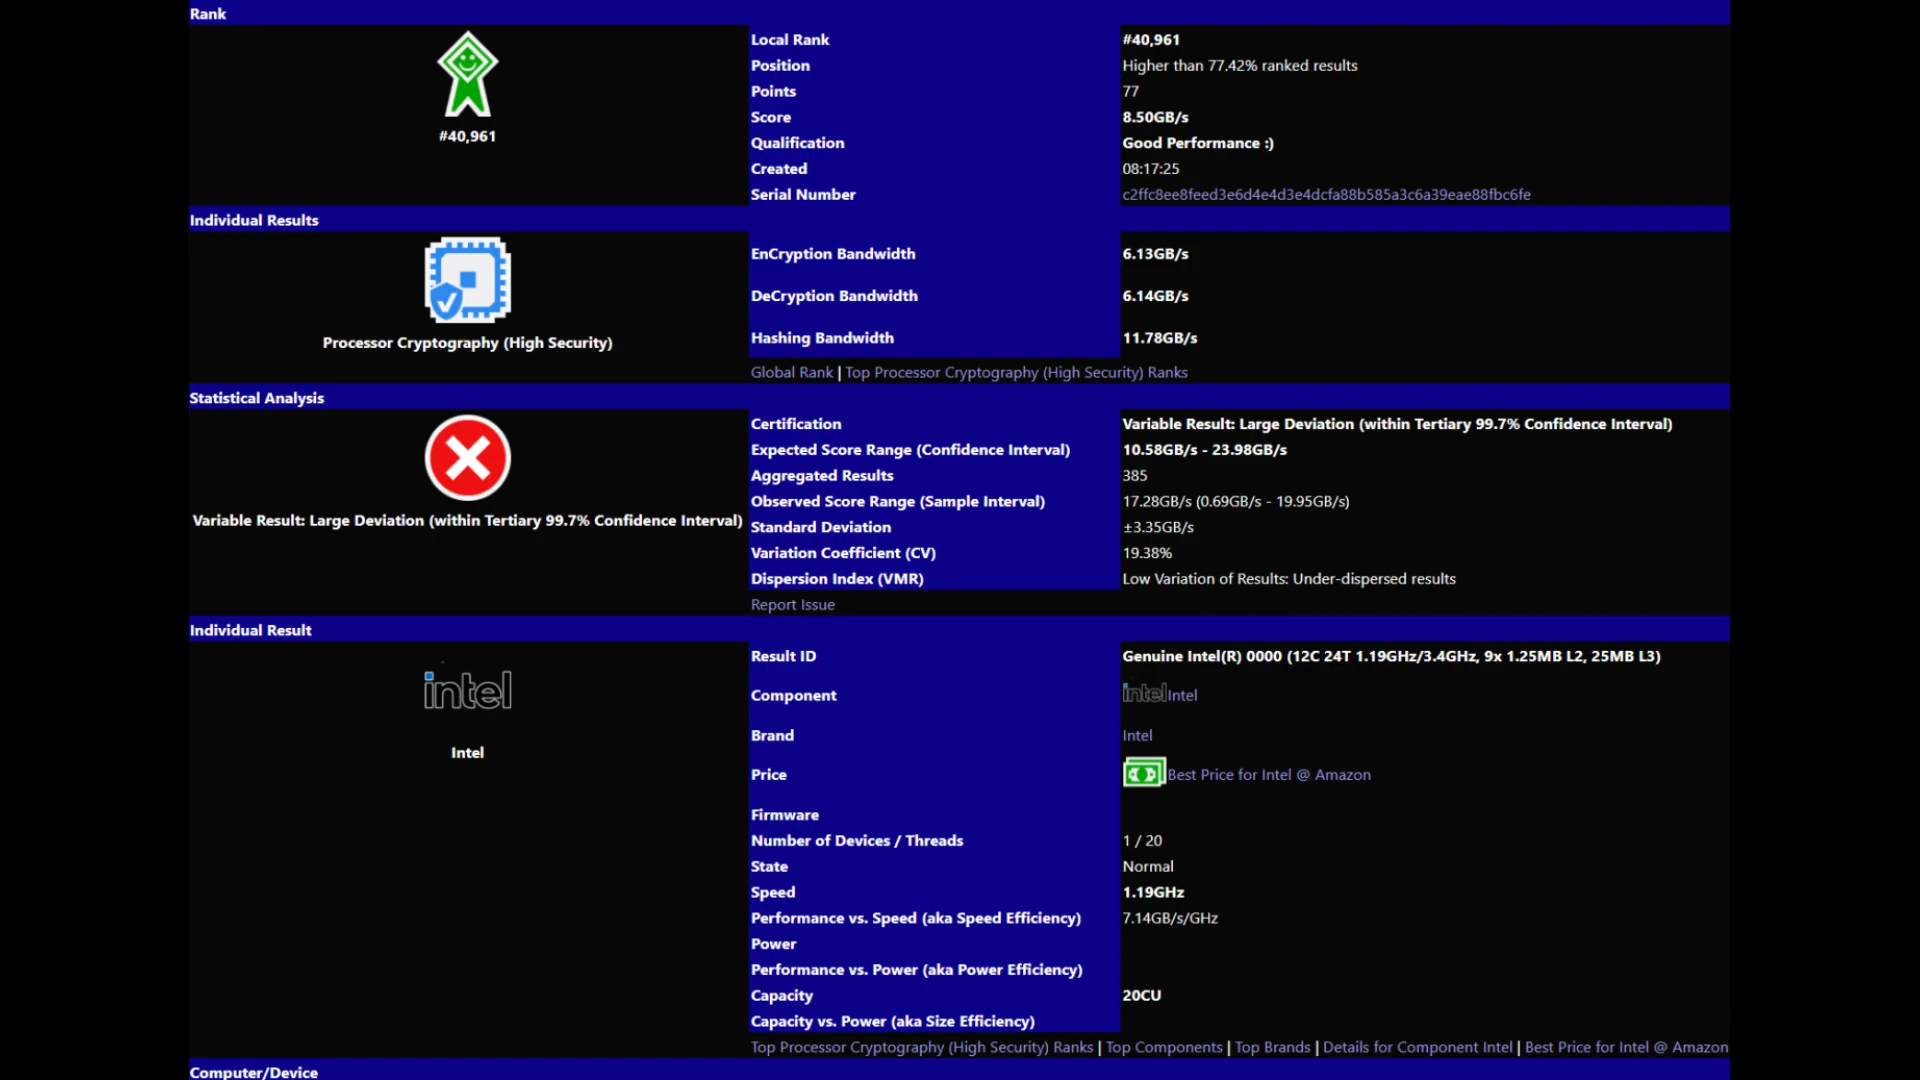 Rank
#40,961
Local Rank #40,961
Position Higher than 77.42% ranked results
Points 77
Score 8.50GB/s
Qualification Good Performance :)
Created 08:17:25
Serial Number c2ffc8ee8feed3e6d4e4d3e4dcfa88b585a3c6a39eae88fbc6fe
Individual Results
Processor Cryptography (High Security)
EnCryption Bandwidth 6.13GB/s
DeCryption Bandwidth 6.14GB/s
Hashing Bandwidth 11.78GB/s
Global Rank | Top Processor Cryptography (High Security) Ranks
Statistical Analysis
Variable Result: Large Deviation (within Tertiary 99.7% Confidence Interval)
Certification Variable Result: Large Deviation (within Tertiary 99.7% Confidence Interval)
Expected Score Range (Confidence Interval) 10.58GB/s - 23.98GB/s
Aggregated Results 385
Observed Score Range (Sample Interval) 17.28GB/s (0.69GB/s - 19.95GB/s)
Standard Deviation ±3.35GB/s
Variation Coefficient (CV) 19.38%
Dispersion Index (VMR) Low Variation of Results: Under-dispersed results
Report Issue
Individual Result
intel
Intel
Result ID Genuine Intel(R) 0000 (12C 24T 1.19GHz/3.4GHz, 9x 1.25MB L2, 25MB L3)
Component intel Intel
Brand Intel
Price Best Price for Intel @ Amazon
Firmware
Number of Devices / Threads 1 / 20
State Normal
Speed 1.19GHz
Performance vs. Speed (aka Speed Efficiency) 7.14GB/s/GHz
Power
Performance vs. Power (aka Power Efficiency)
Capacity 20CU
Capacity vs. Power (aka Size Efficiency)
Top Processor Cryptography (High Security) Ranks | Top Components | Top Brands | Details for Component Intel | Best Price for Intel @ Amazon
Computer/Device